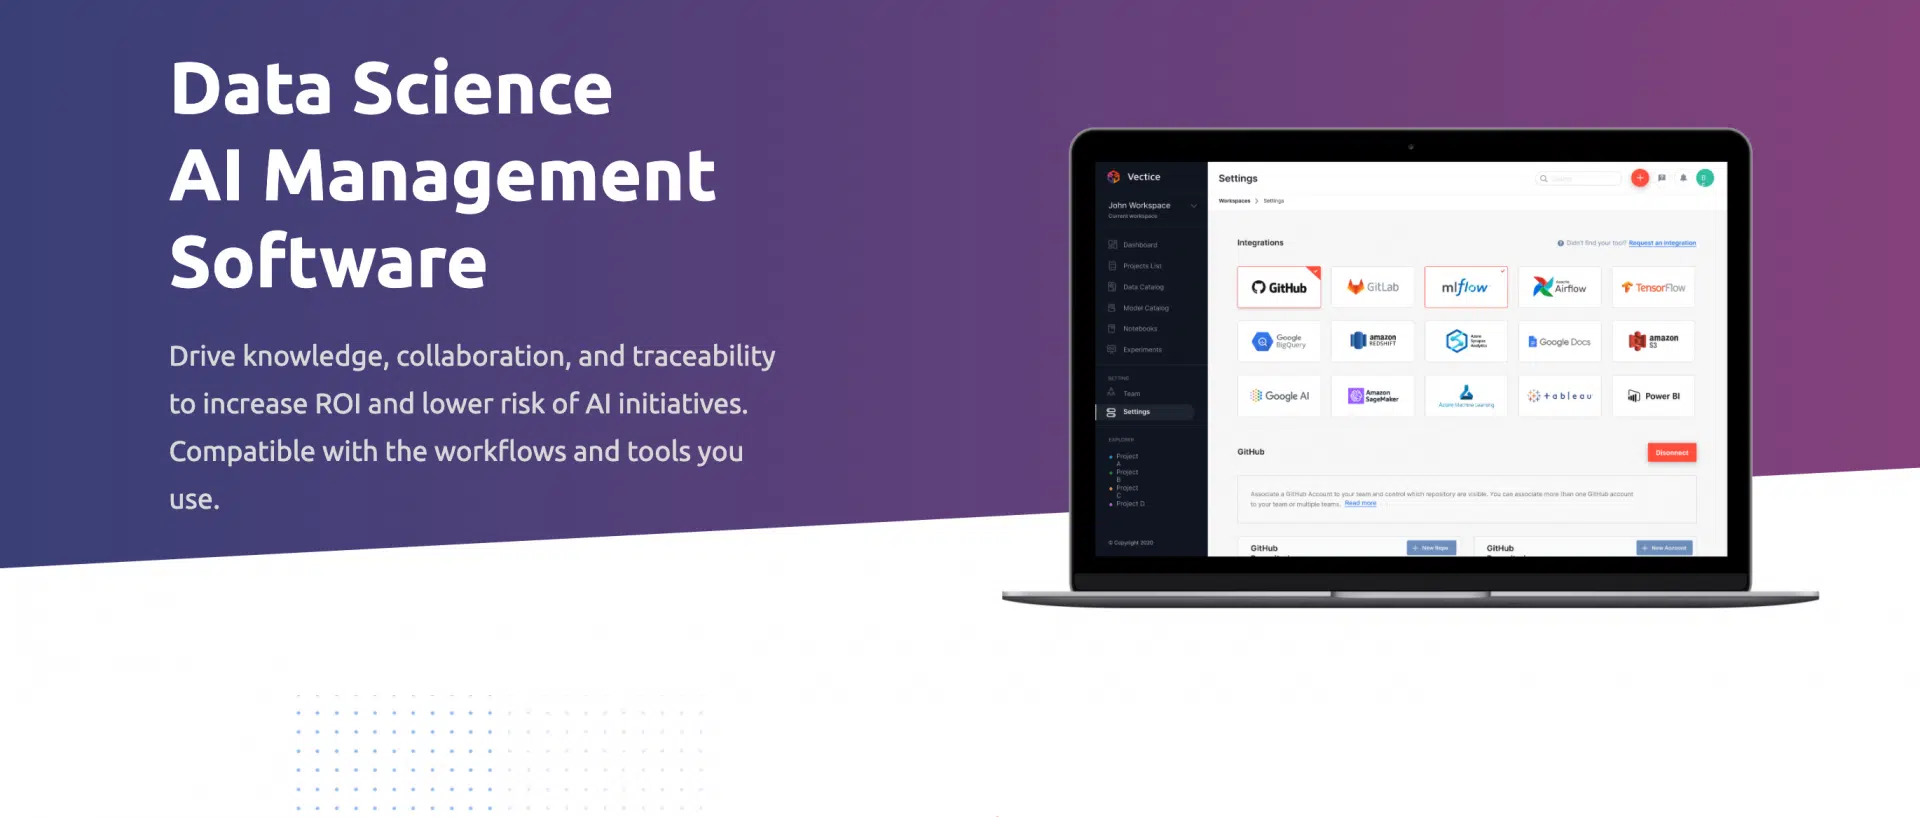 Data Science
AI Management
Software
Drive knowledge, collaboration, and traceability
to increase ROI and lower risk of AI initiatives.
Compatible with the workflows and tools you
use.
Vectice
John Workspace
Current workspace
Dashboard
Projects List
Data Catalog
Model Catalog
Notebooks
Experiments
SETTING
Team
Settings
EXPLORER
Project
A
Project
B
Project
C
Project D
© Copyright 2020
Settings
Workspaces > Settings
Integrations
Didn't find your tool? Request an integration
GitHub
GitLab
mlflow
Apache
Airflow
TensorFlow
Google
BigQuery
amazon
REDSHIFT
Azure
Synapse
Analytics
Google Docs
amazon
S3
Google AI
Amazon
SageMaker
Azure Machine Learning
+ableau
Power BI
GitHub
Disconnect
Associate a GitHub Account to your team and control which repository are visible. You can associate more than one GitHub account
to your team or multiple teams. Read more
GitHub
+ New Repo
GitHub
+ New Account